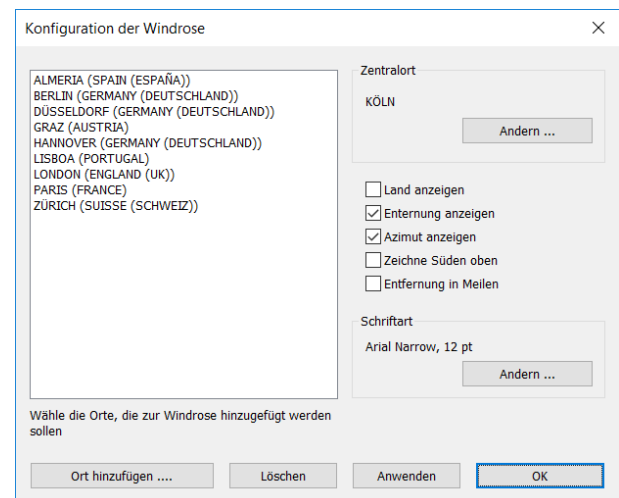 Konfiguration der Windrose
ALMERIA (SPAIN (ESPAÑA))
BERLIN (GERMANY (DEUTSCHLAND))
DÜSSELDORF (GERMANY (DEUTSCHLAND))
GRAZ (AUSTRIA)
HANNOVER (GERMANY (DEUTSCHLAND))
LISBOA (PORTUGAL)
LONDON (ENGLAND (UK))
PARIS (FRANCE)
ZÜRICH (SUISSE (SCHWEIZ))
Wähle die Orte, die zur Windrose hinzugefügt werden
sollen
Zentralort
KÖLN
Andern ...
Land anzeigen
Enternung anzeigen
Azimut anzeigen
Zeichne Süden oben
Entfernung in Meilen
Schriftart
Arial Narrow, 12 pt
Andern ...
Ort hinzufügen ....
Löschen
Anwenden
OK